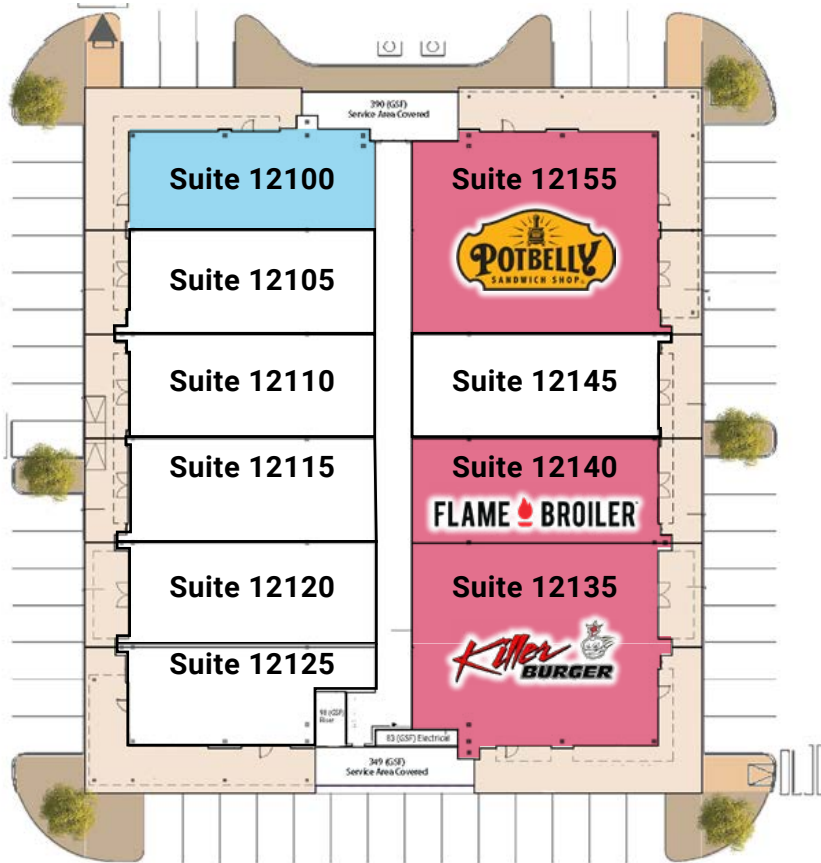 390 (GSF)
Service Area Covered
Suite 12100
Suite 12155
POTBELLY
SANDWICH SHOP
Suite 12105
Suite 12110
Suite 12145
Suite 12115
Suite 12140
FLAME BROILER
Suite 12120
Suite 12135
Killer
BURGER
Suite 12125
98 (GSF)
Riser
83 (GSF) Electrical
349 (GSF)
Service Area Covered